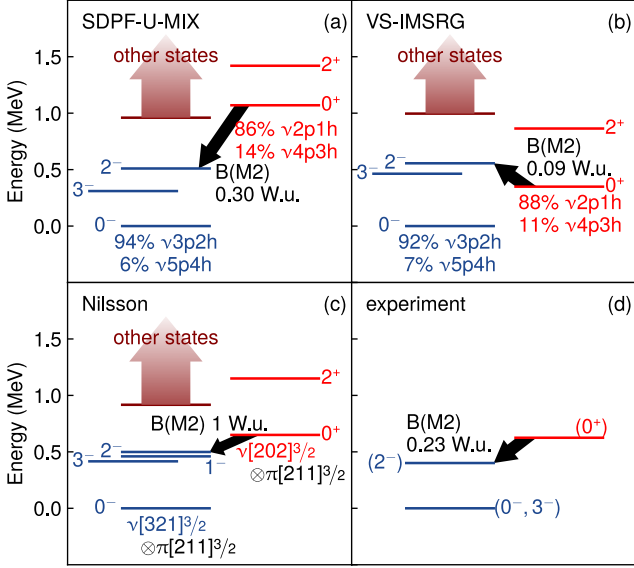 SDPF-U-MIX (a)
other states
2⁺
0⁺
86% ν2p1h
14% ν4p3h
2⁻
B(M2)
0.30 W.u.
3⁻
0⁻
94% ν3p2h
6% ν5p4h
Energy (MeV)
1.5
1.0
0.5
0.0
VS-IMSRG (b)
other states
2⁺
B(M2)
0.09 W.u.
2⁻
3⁻
0⁺
88% ν2p1h
11% ν4p3h
0⁻
92% ν3p2h
7% ν5p4h
Nilsson (c)
other states
2⁺
B(M2) 1 W.u.
0⁺
2⁻
3⁻
1⁻
ν[202]³/₂
⊗π[211]³/₂
0⁻
ν[321]³/₂
⊗π[211]³/₂
Energy (MeV)
1.5
1.0
0.5
0.0
experiment (d)
B(M2)
0.23 W.u.
(0⁺)
(2⁻)
(0⁻, 3⁻)